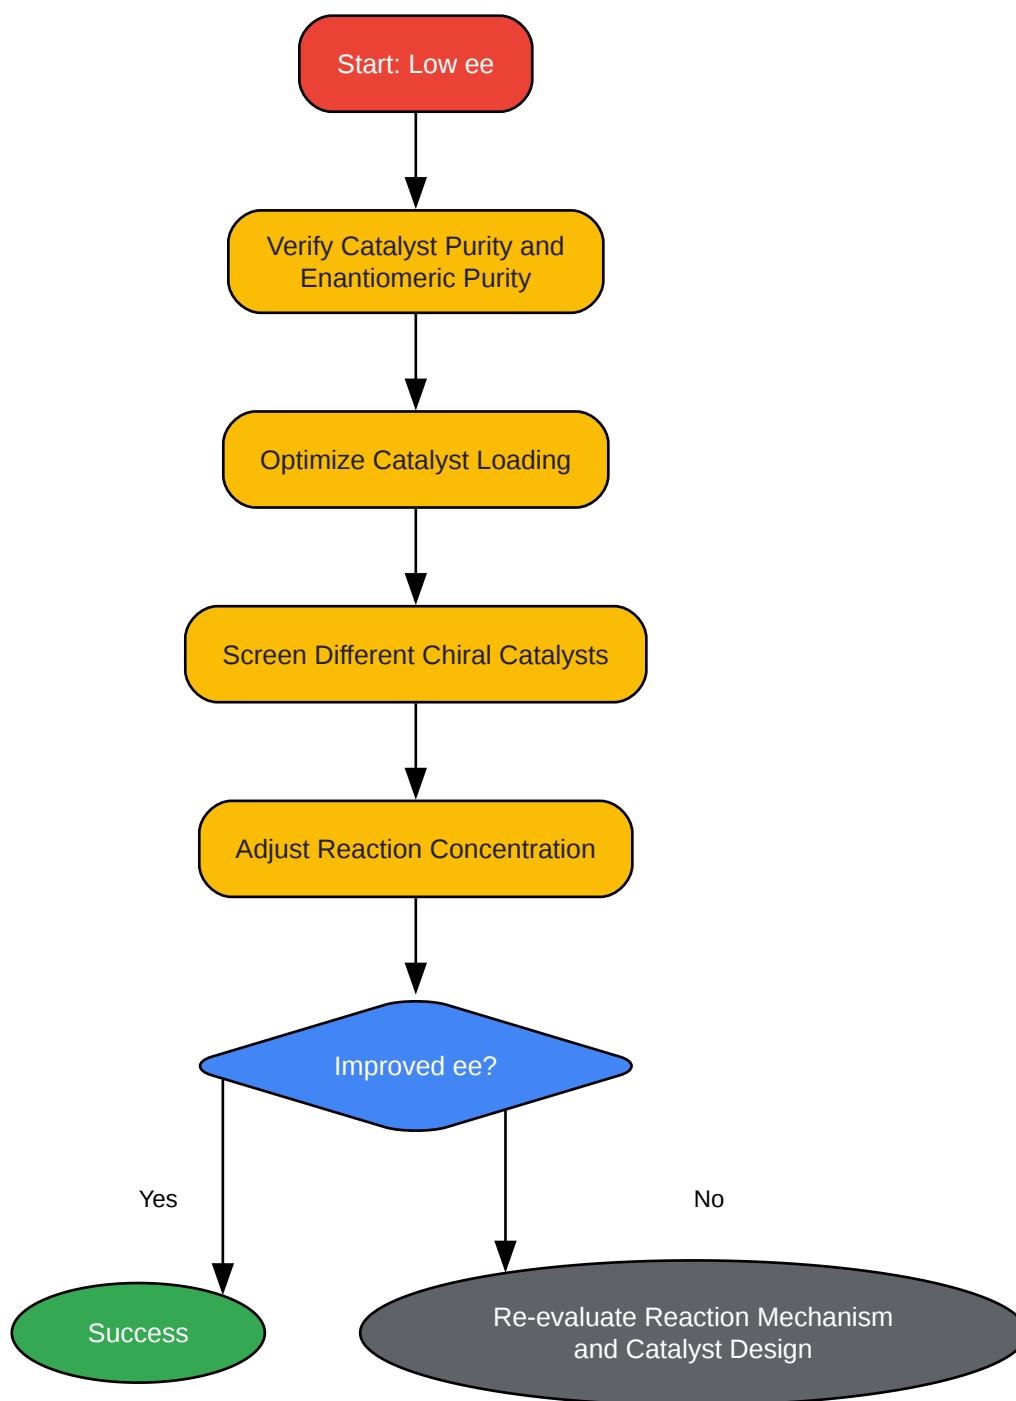 Start: Low ee
Verify Catalyst Purity and
Enantiomeric Purity
Optimize Catalyst Loading
Screen Different Chiral Catalysts
Adjust Reaction Concentration
Improved ee?
Yes
No
Success
Re-evaluate Reaction Mechanism
and Catalyst Design